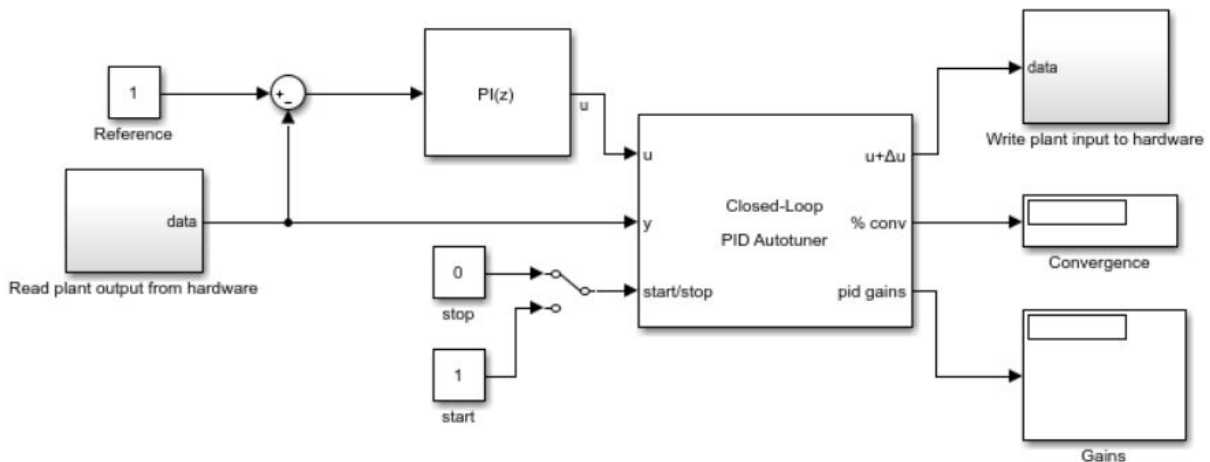 1
Reference
+
-
PI(z)
u
data
Write plant input to hardware
data
Read plant output from hardware
u
y
start/stop
Closed-Loop
PID Autotuner
u+Δu
% conv
pid gains
0
stop
1
start
Convergence
Gains